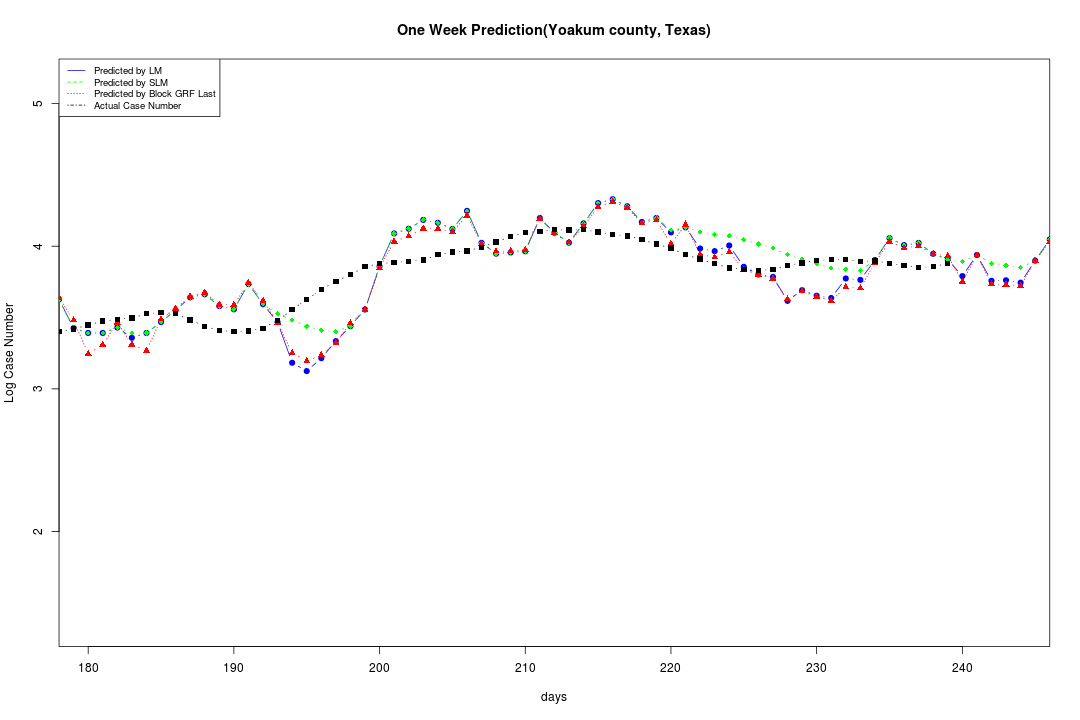 One Week Prediction(Yoakum county, Texas)
Predicted by LM
Predicted by SLM
Predicted by Block GRF Last
Actual Case Number
5
4
3
2
Log Case Number
180 190 200 210 220 230 240
days